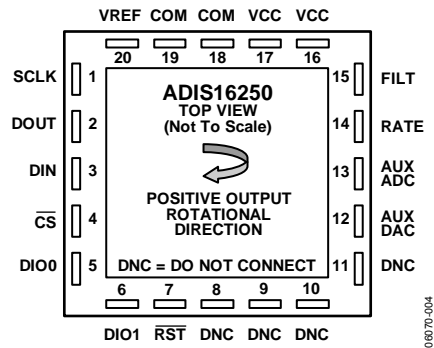 VREF COM COM VCC VCC
20 19 18 17 16
SCLK 1
DOUT 2
DIN 3
CS 4
DIO0 5
ADIS16250
TOP VIEW
(Not To Scale)
POSITIVE OUTPUT
ROTATIONAL
DIRECTION
DNC = DO NOT CONNECT
15 FILT
14 RATE
13 AUX
ADC
12 AUX
DAC
11 DNC
6 7 8 9 10
DIO1 RST DNC DNC DNC
06070-004